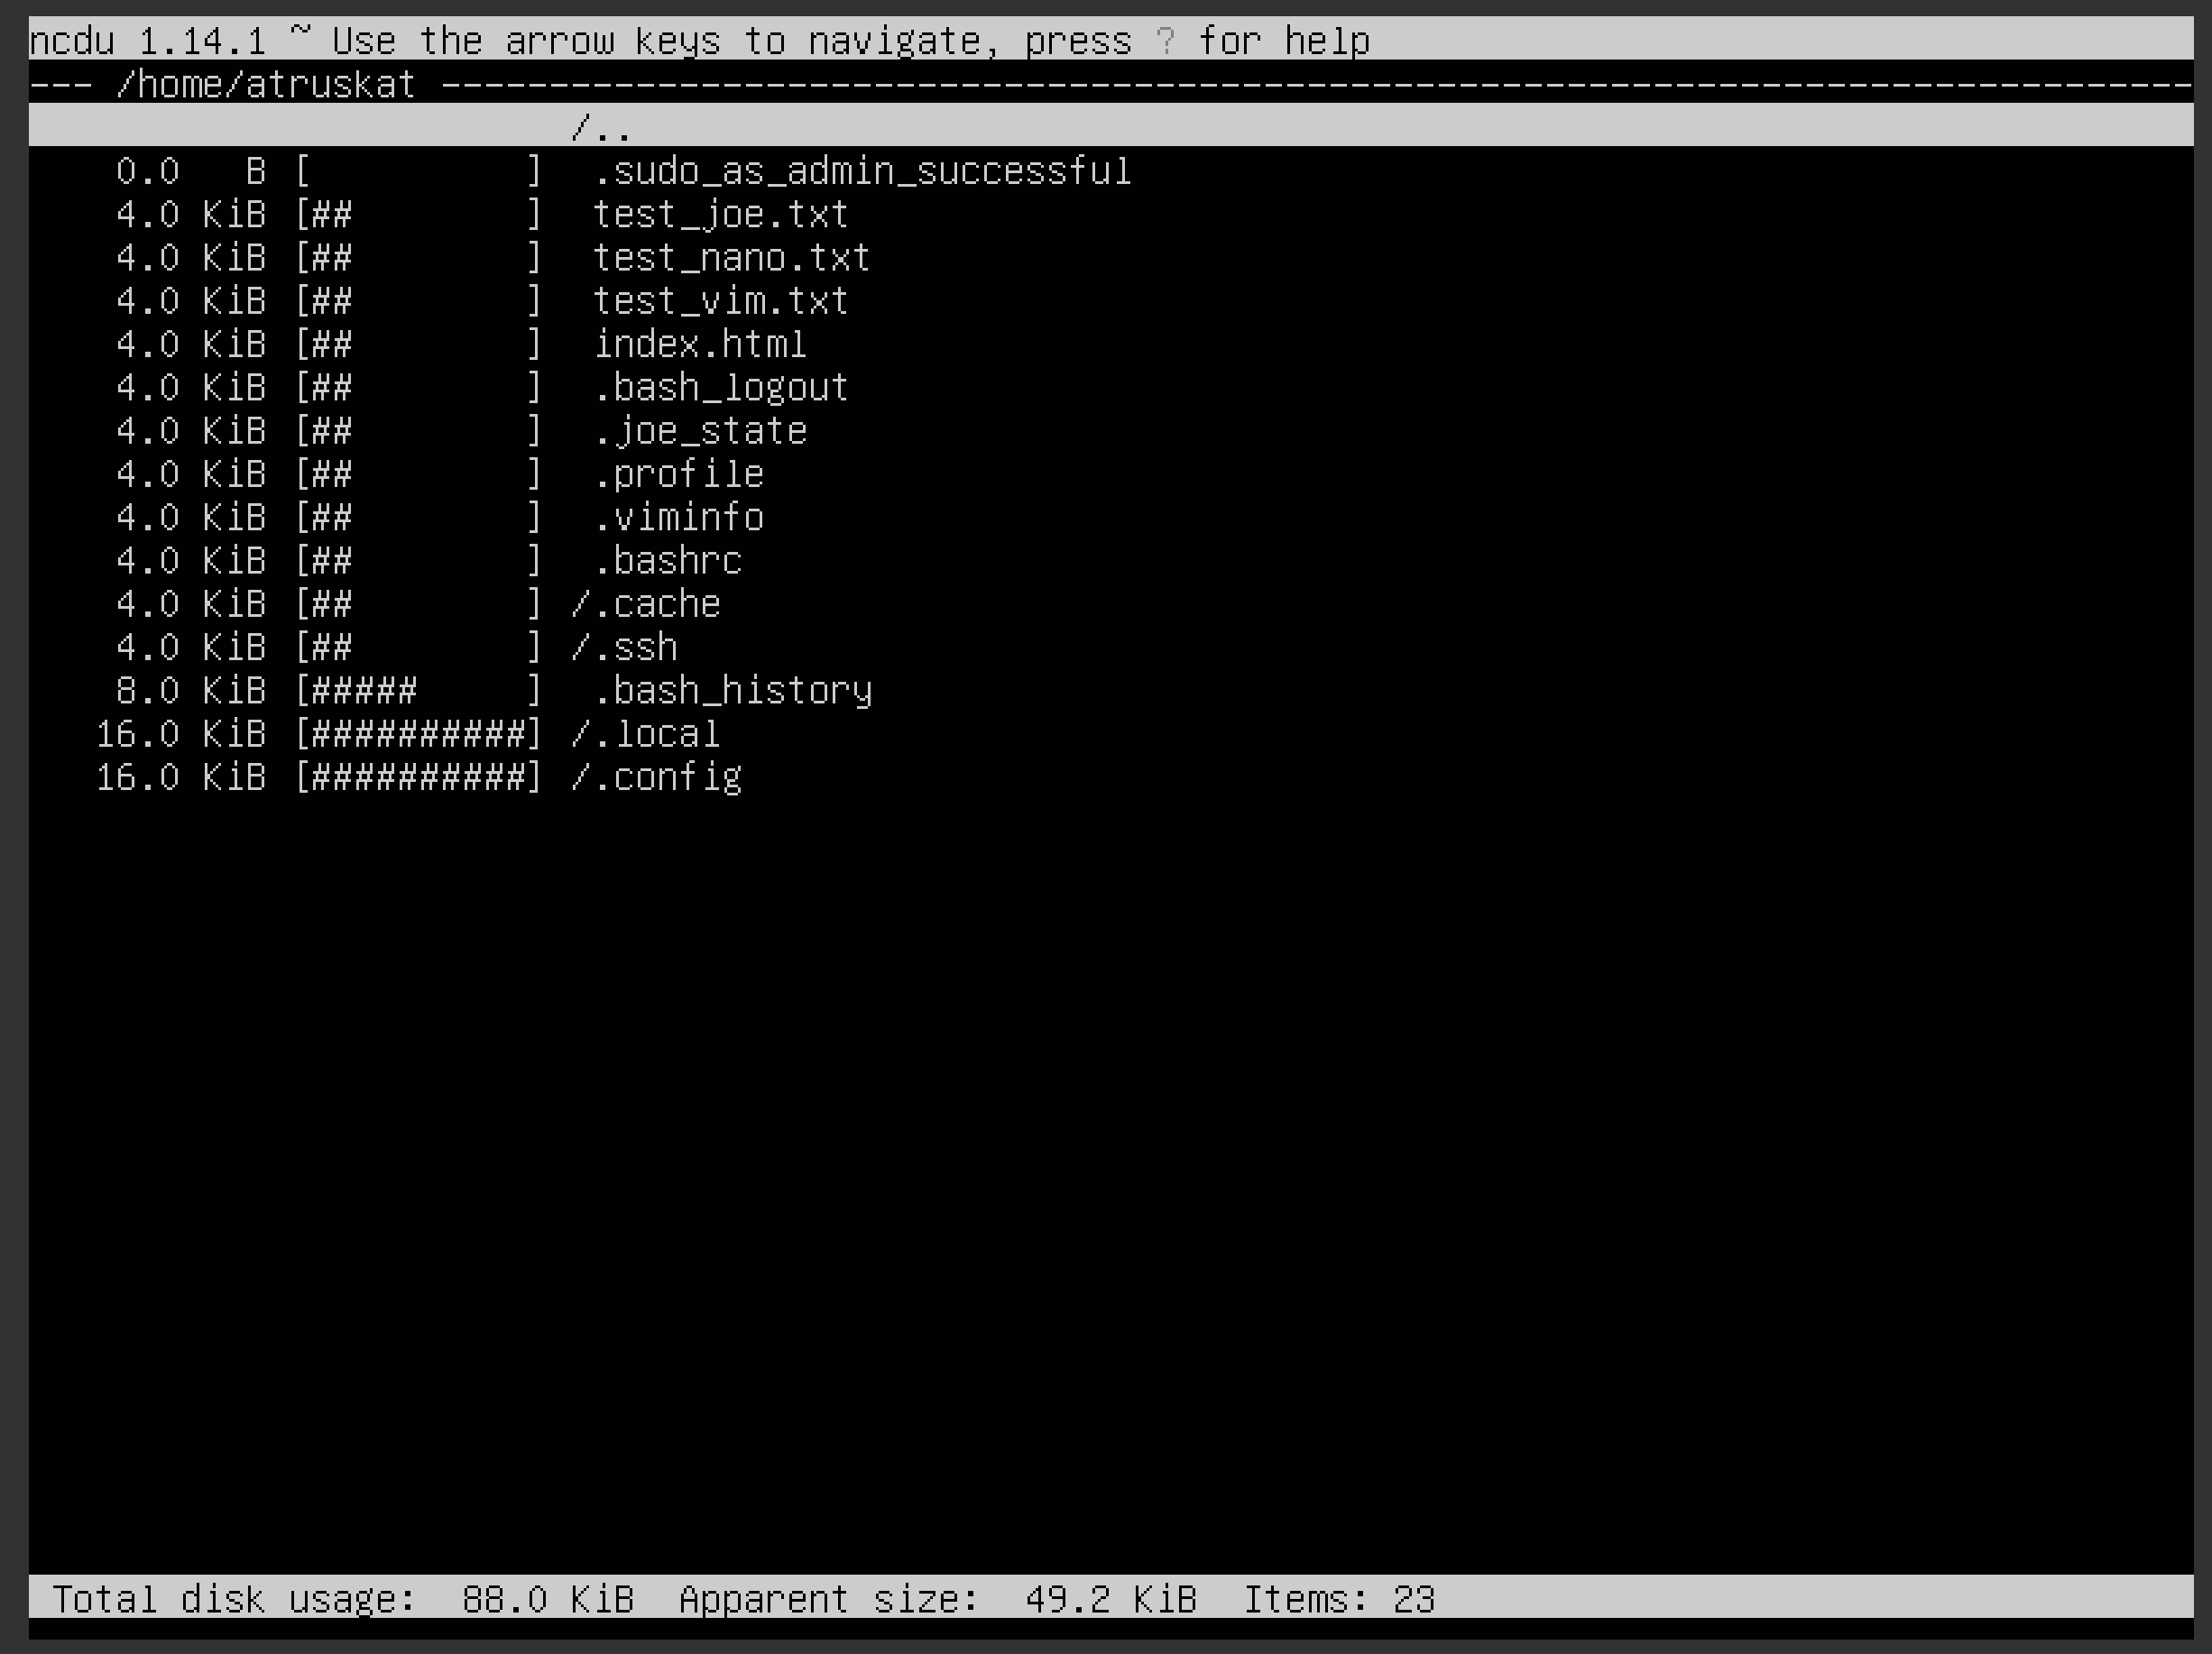 ncdu 1.14.1 ~ Use the arrow keys to navigate, press ? for help
--- /home/atruskat ---------------------------------------------------------------------------------
                         /..
    0.0   B [          ]  .sudo_as_admin_successful
    4.0 KiB [##        ]  test_joe.txt
    4.0 KiB [##        ]  test_nano.txt
    4.0 KiB [##        ]  test_vim.txt
    4.0 KiB [##        ]  index.html
    4.0 KiB [##        ]  .bash_logout
    4.0 KiB [##        ]  .joe_state
    4.0 KiB [##        ]  .profile
    4.0 KiB [##        ]  .viminfo
    4.0 KiB [##        ]  .bashrc
    4.0 KiB [##        ] /.cache
    4.0 KiB [##        ] /.ssh
    8.0 KiB [#####     ]  .bash_history
   16.0 KiB [##########] /.local
   16.0 KiB [##########] /.config
 Total disk usage:  88.0 KiB  Apparent size:  49.2 KiB  Items: 23